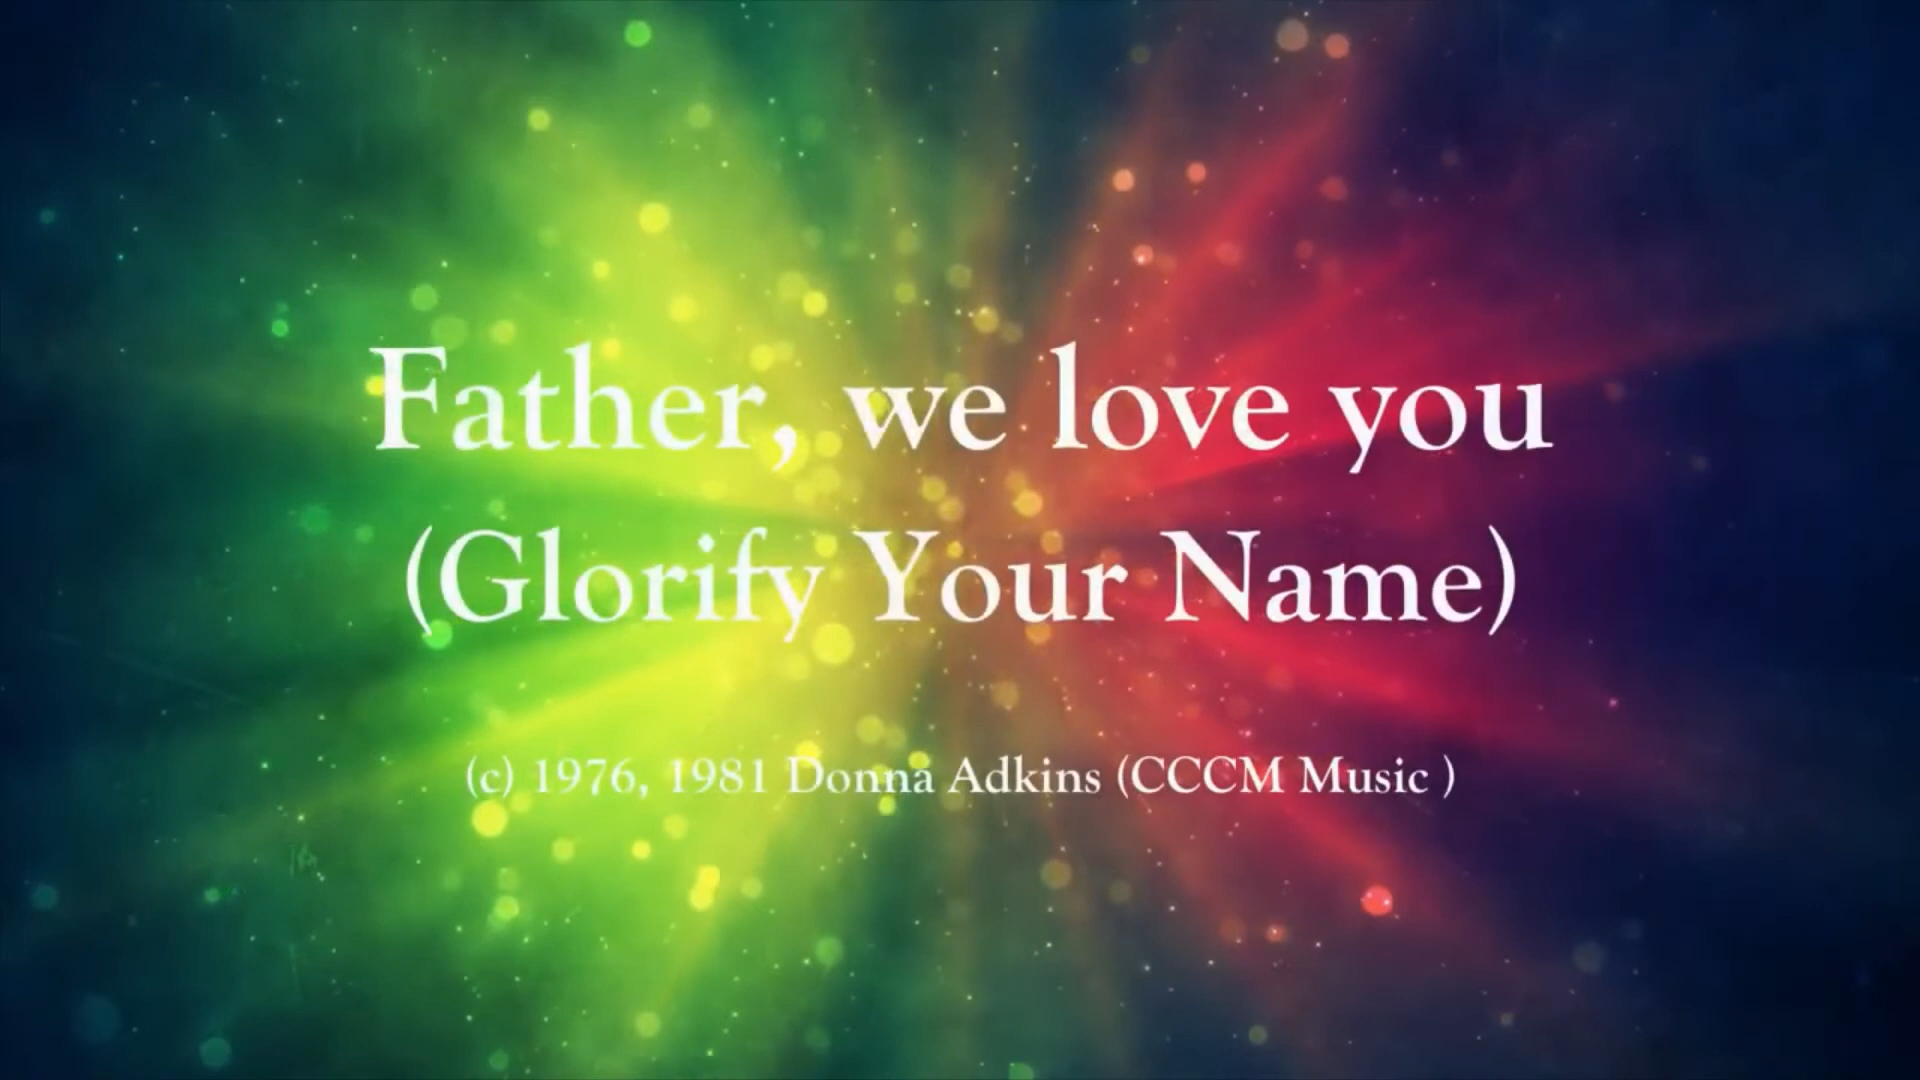 Father, we love you
(Glorify Your Name)
(c) 1976, 1981 Donna Adkins (CCCM Music )